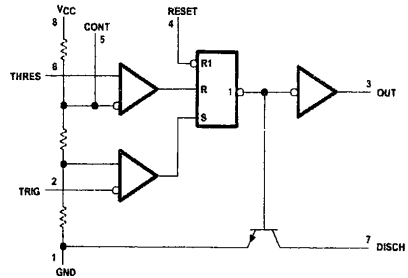 VCC
8
CONT
5
RESET
4
6
THRES
R1
R
1
S
3
OUT
2
TRIG
7
DISCH
1
GND